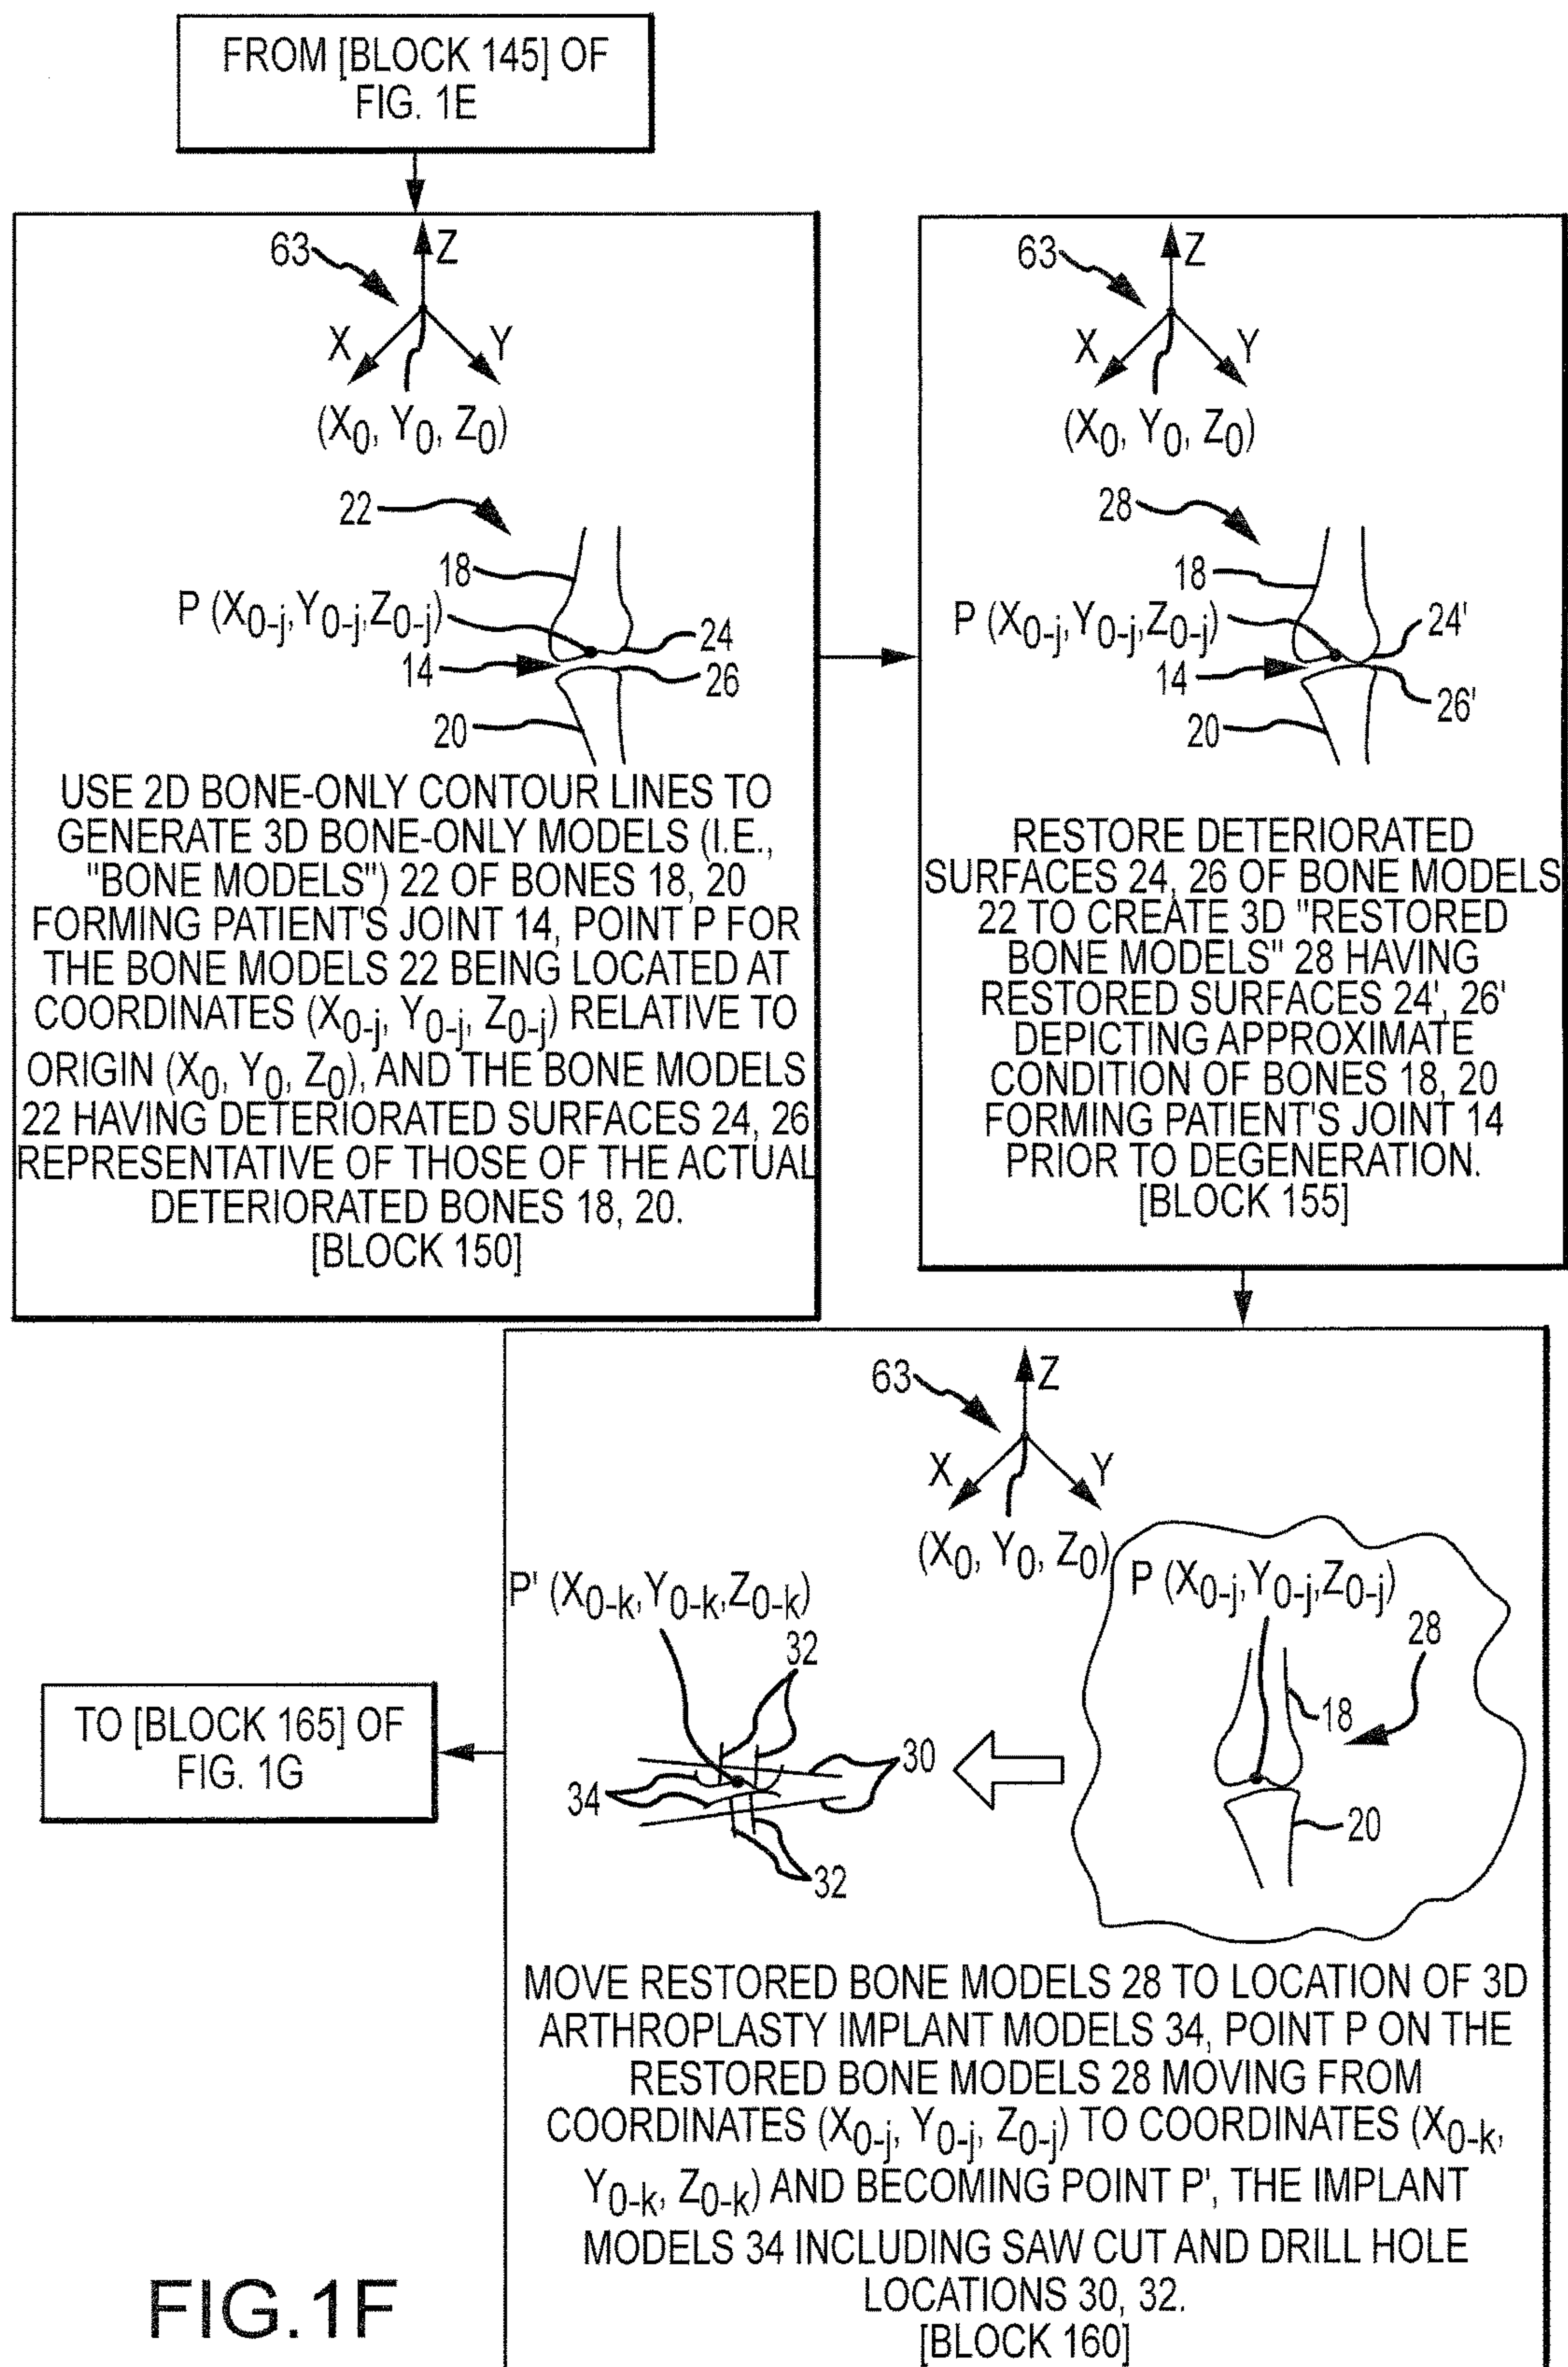 FROM [BLOCK 145] OF
FIG. 1E
63
Z
X
Y
(X0, Y0, Z0)
22
18
P (X0-j,Y0-j,Z0-j)
24
14
26
20
USE 2D BONE-ONLY CONTOUR LINES TO
GENERATE 3D BONE-ONLY MODELS (I.E.,
"BONE MODELS") 22 OF BONES 18, 20
FORMING PATIENT'S JOINT 14, POINT P FOR
THE BONE MODELS 22 BEING LOCATED AT
COORDINATES (X0-j, Y0-j, Z0-j) RELATIVE TO
ORIGIN (X0, Y0, Z0), AND THE BONE MODELS
22 HAVING DETERIORATED SURFACES 24, 26
REPRESENTATIVE OF THOSE OF THE ACTUAL
DETERIORATED BONES 18, 20.
[BLOCK 150]
63
Z
X
Y
(X0, Y0, Z0)
28
18
P (X0-j,Y0-j,Z0-j)
24'
14
26'
20
RESTORE DETERIORATED
SURFACES 24, 26 OF BONE MODELS
22 TO CREATE 3D "RESTORED
BONE MODELS" 28 HAVING
RESTORED SURFACES 24', 26'
DEPICTING APPROXIMATE
CONDITION OF BONES 18, 20
FORMING PATIENT'S JOINT 14
PRIOR TO DEGENERATION.
[BLOCK 155]
63
Z
X
Y
(X0, Y0, Z0)
P (X0-j,Y0-j,Z0-j)
P' (X0-k,Y0-k,Z0-k)
28
32
18
30
34
20
32
MOVE RESTORED BONE MODELS 28 TO LOCATION OF 3D
ARTHROPLASTY IMPLANT MODELS 34, POINT P ON THE
RESTORED BONE MODELS 28 MOVING FROM
COORDINATES (X0-j, Y0-j, Z0-j) TO COORDINATES (X0-k,
Y0-k, Z0-k) AND BECOMING POINT P', THE IMPLANT
MODELS 34 INCLUDING SAW CUT AND DRILL HOLE
LOCATIONS 30, 32.
[BLOCK 160]
TO [BLOCK 165] OF
FIG. 1G
FIG.1F